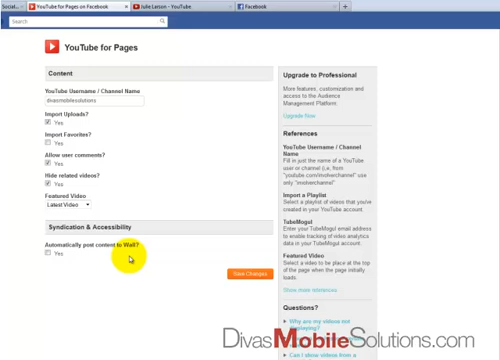 Social...
YouTube for Pages on Facebook
Julie Larson - YouTube
Facebook
Search
YouTube for Pages
Content
YouTube Username / Channel Name
divasmobilesolutions
Import Uploads?
Yes
Import Favorites?
Yes
Allow user comments?
Yes
Hide related videos?
Yes
Featured Video
Latest Video
Syndication & Accessibility
Automatically post content to Wall?
Yes
Save Changes
Upgrade to Professional
More features, customization and
access to the Audience
Management Platform:
Upgrade Now
References
YouTube Username / Channel
Name
Fill in just the name of a YouTube
user or channel (i.e, from
"youtube.com/involverchannel" use
only "involverchannel"
Import a Playlist
Select a playlist of videos that you've
created in your YouTube account.
TubeMogul
Enter your TubeMogul email address
to enable tracking of video analytics
data in your TubeMogul account.
Featured Video
Select a video to be placed at the top
of the page when the page initially
loads.
Show more references
Questions?
Why are my videos not
displaying?
DivasMobileSolutions.com
Can I show videos from a